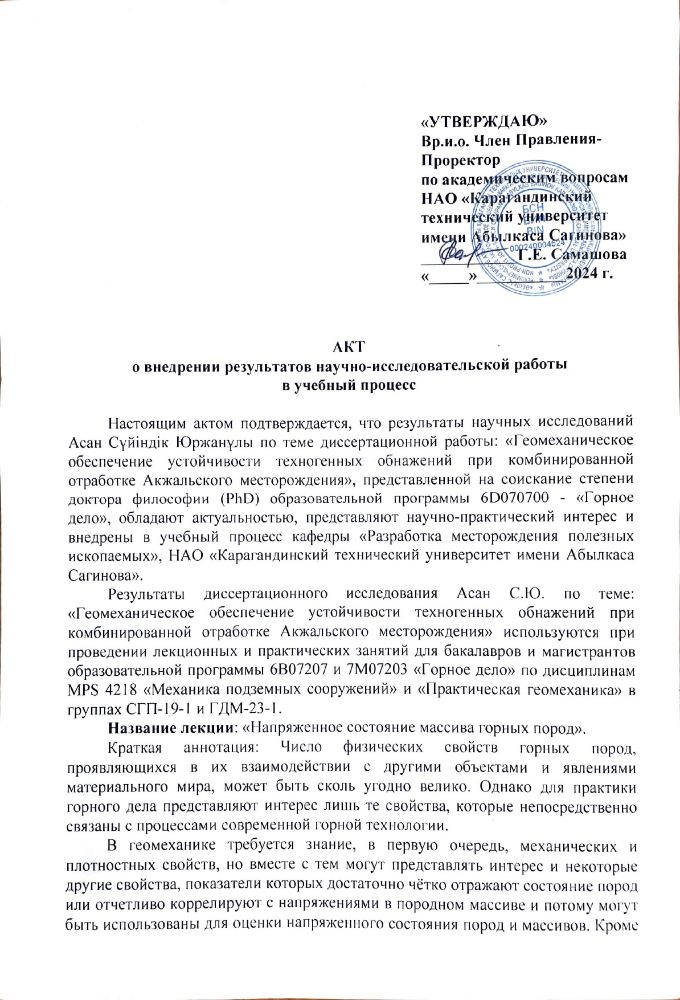 «УТВЕРЖДАЮ»
Вр.и.о. Член Правления-
Проректор
по академическим вопросам
НАО «Карагандинский
технический университет
имени Абылкаса Сагинова»
Г.Е. Самашова
«_____»___________2024 г.
БСН
БИН
BIN
000240004524
АКТ
о внедрении результатов научно-исследовательской работы
в учебный процесс
Настоящим актом подтверждается, что результаты научных исследований
Асан Сүйіндік Юржанұлы по теме диссертационной работы: «Геомеханическое
обеспечение устойчивости техногенных обнажений при комбинированной
отработке Акжальского месторождения», представленной на соискание степени
доктора философии (PhD) образовательной программы 6D070700 - «Горное
дело», обладают актуальностью, представляют научно-практический интерес и
внедрены в учебный процесс кафедры «Разработка месторождения полезных
ископаемых», НАО «Карагандинский технический университет имени Абылкаса
Сагинова».
Результаты диссертационного исследования Асан С.Ю. по теме:
«Геомеханическое обеспечение устойчивости техногенных обнажений при
комбинированной отработке Акжальского месторождения» используются при
проведении лекционных и практических занятий для бакалавров и магистрантов
образовательной программы 6В07207 и 7М07203 «Горное дело» по дисциплинам
MPS 4218 «Механика подземных сооружений» и «Практическая геомеханика» в
группах СГП-19-1 и ГДМ-23-1.
Название лекции: «Напряженное состояние массива горных пород».
Краткая аннотация: Число физических свойств горных пород,
проявляющихся в их взаимодействии с другими объектами и явлениями
материального мира, может быть сколь угодно велико. Однако для практики
горного дела представляют интерес лишь те свойства, которые непосредственно
связаны с процессами современной горной технологии.
В геомеханике требуется знание, в первую очередь, механических и
плотностных свойств, но вместе с тем могут представлять интерес и некоторые
другие свойства, показатели которых достаточно чётко отражают состояние пород
или отчетливо коррелируют с напряжениями в породном массиве и потому могут
быть использованы для оценки напряженного состояния пород и массивов. Кроме